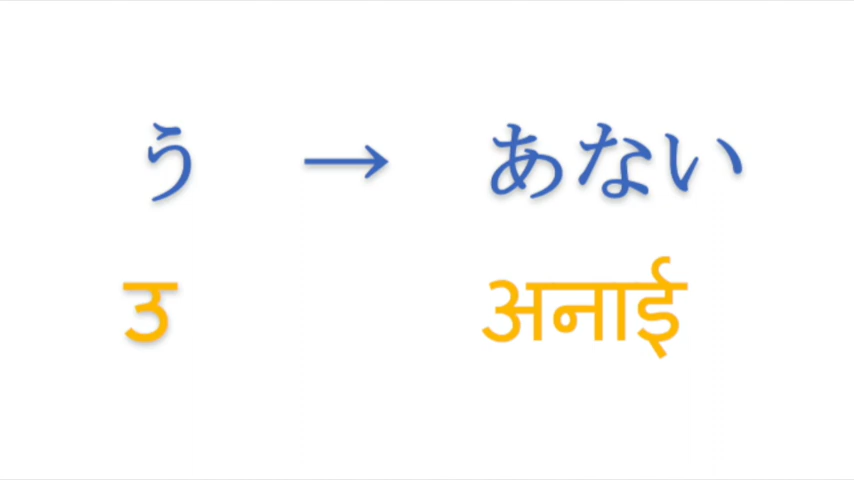 う → あない
उ अनाई